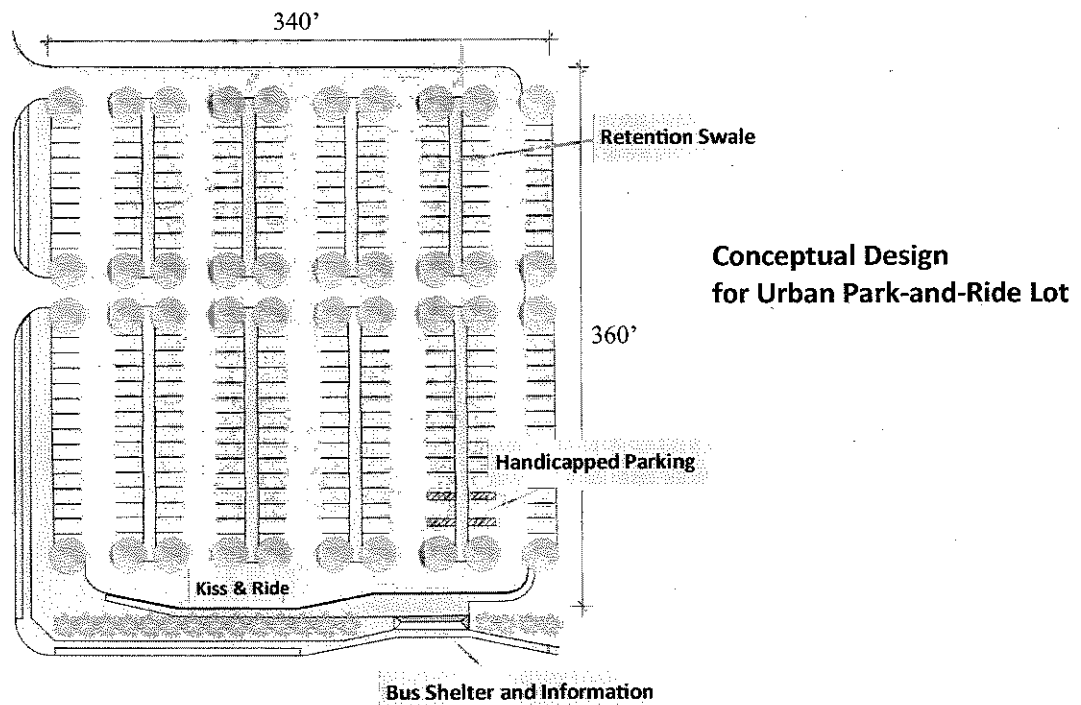 340’
Retention Swale
Conceptual Design
for Urban Park-and-Ride Lot
360’
Handicapped Parking
Kiss & Ride
Bus Shelter and Information